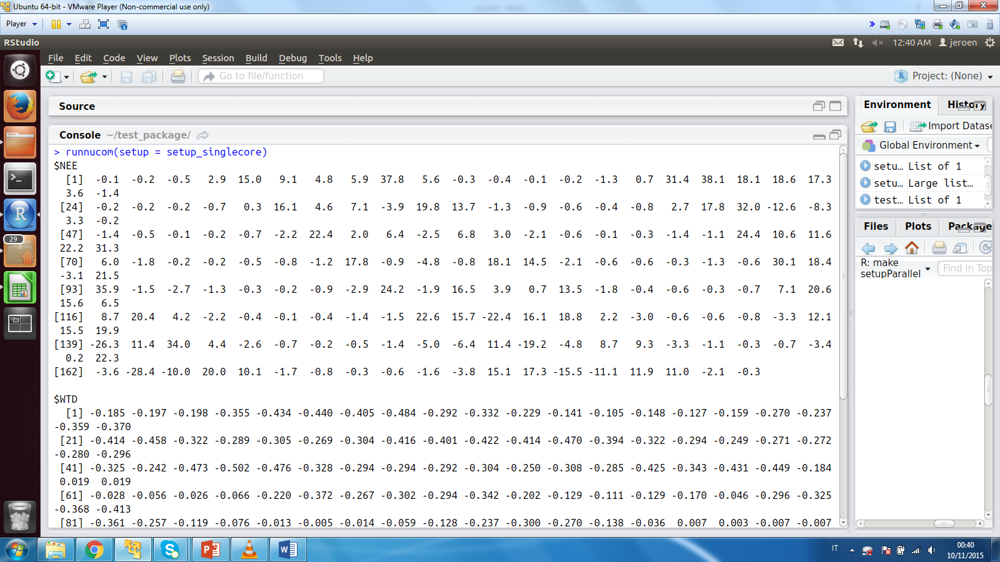 Ubuntu 64-bit - VMware Player (Non-commercial use only)
Player
RStudio
12:40 AM
jeroen
File Edit Code View Plots Session Build Debug Tools Help
Go to file/function
Project: (None)
Source
Console ~/test_package/
> runnucom(setup = setup_singlecore)
$NEE
[1] -0.1 -0.2 -0.5 2.9 15.0 9.1 4.8 5.9 37.8 5.6 -0.3 -0.4 -0.1 -0.2 -1.3 0.7 31.4 38.1 18.1 18.6 17.3
3.6 -1.4
[24] -0.2 -0.2 -0.2 -0.7 0.3 16.1 4.6 7.1 -3.9 19.8 13.7 -1.3 -0.9 -0.6 -0.4 -0.8 2.7 17.8 32.0 -12.6 -8.3
3.3 -0.2
[47] -1.4 -0.5 -0.1 -0.2 -0.7 -2.2 22.4 2.0 6.4 -2.5 6.8 3.0 -2.1 -0.6 -0.1 -0.3 -1.4 -1.1 24.4 10.6 11.6
22.2 31.3
[70] 6.0 -1.8 -0.2 -0.2 -0.5 -0.8 -1.2 17.8 -0.9 -4.8 -0.8 18.1 14.5 -2.1 -0.6 -0.6 -0.3 -1.3 -0.6 30.1 18.4
-3.1 21.5
[93] 35.9 -1.5 -2.7 -1.3 -0.3 -0.2 -0.9 -2.9 24.2 -1.9 16.5 3.9 0.7 13.5 -1.8 -0.4 -0.6 -0.3 -0.7 7.1 20.6
15.6 6.5
[116] 8.7 20.4 4.2 -2.2 -0.4 -0.1 -0.4 -1.4 -1.5 22.6 15.7 -22.4 16.1 18.8 2.2 -3.0 -0.6 -0.6 -0.8 -3.3 12.1
15.5 19.9
[139] -26.3 11.4 34.0 4.4 -2.6 -0.7 -0.2 -0.5 -1.4 -5.0 -6.4 11.4 -19.2 -4.8 8.7 9.3 -3.3 -1.1 -0.3 -0.7 -3.4
0.2 22.3
[162] -3.6 -28.4 -10.0 20.0 10.1 -1.7 -0.8 -0.3 -0.6 -1.6 -3.8 15.1 17.3 -15.5 -11.1 11.9 11.0 -2.1 -0.3
$WTD
[1] -0.185 -0.197 -0.198 -0.355 -0.434 -0.440 -0.405 -0.484 -0.292 -0.332 -0.229 -0.141 -0.105 -0.148 -0.127 -0.159 -0.270 -0.237
-0.359 -0.370
[21] -0.414 -0.458 -0.322 -0.289 -0.305 -0.269 -0.304 -0.416 -0.401 -0.422 -0.414 -0.470 -0.394 -0.322 -0.294 -0.249 -0.271 -0.272
-0.280 -0.296
[41] -0.325 -0.242 -0.473 -0.502 -0.476 -0.328 -0.294 -0.294 -0.292 -0.304 -0.250 -0.308 -0.285 -0.425 -0.343 -0.431 -0.449 -0.184
0.019 0.019
[61] -0.028 -0.056 -0.026 -0.066 -0.220 -0.372 -0.267 -0.302 -0.294 -0.342 -0.202 -0.129 -0.111 -0.129 -0.170 -0.046 -0.296 -0.325
-0.368 -0.413
[81] -0.361 -0.257 -0.119 -0.076 -0.013 -0.005 -0.014 -0.059 -0.128 -0.237 -0.300 -0.270 -0.138 -0.036 0.007 0.003 -0.007 -0.007
Environment History
Import Datase
Global Environment
setu... List of 1
setu... Large list...
test... List of 1
Files Plots Package
R: make
setupParallel
Find in Top
29
IT
00:40
10/11/2015